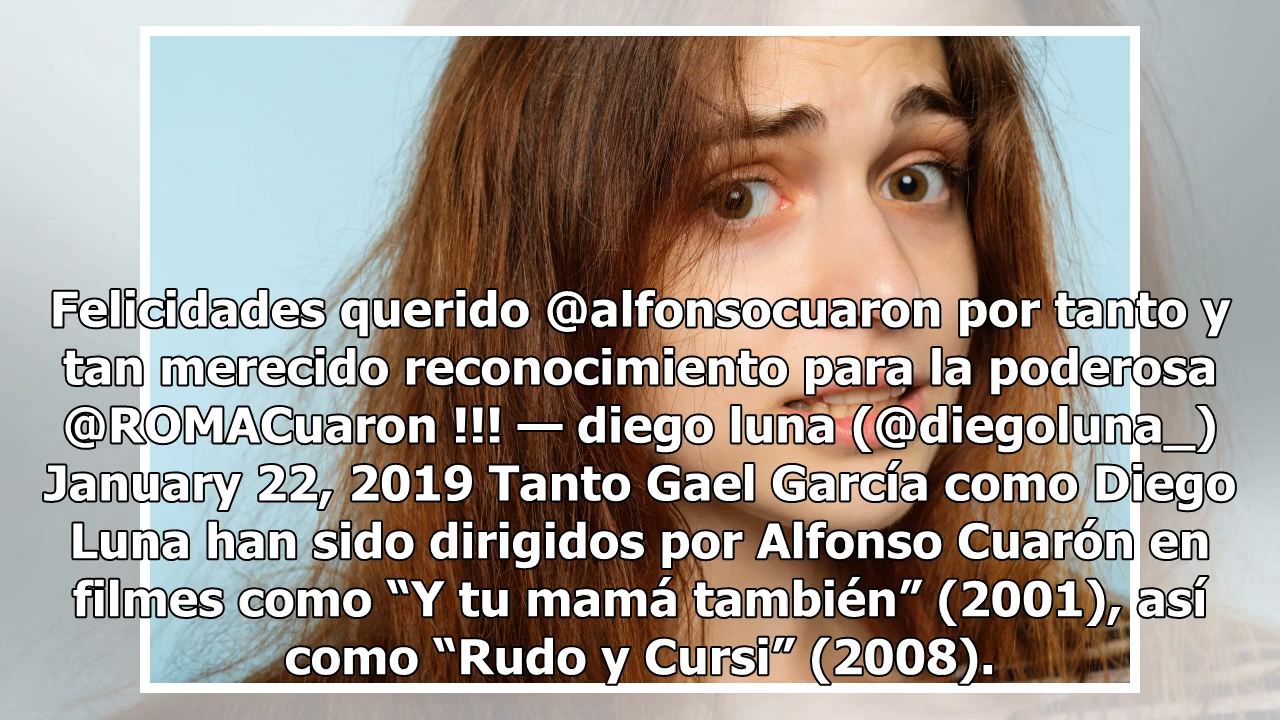 Felicidades querido @alfonsocuaron por tanto y
tan merecido reconocimiento para la poderosa
@ROMACuaron !!! — diego luna (@diegoluna_)
January 22, 2019 Tanto Gael García como Diego
Luna han sido dirigidos por Alfonso Cuarón en
filmes como “Y tu mamá también” (2001), así
como “Rudo y Cursi” (2008).